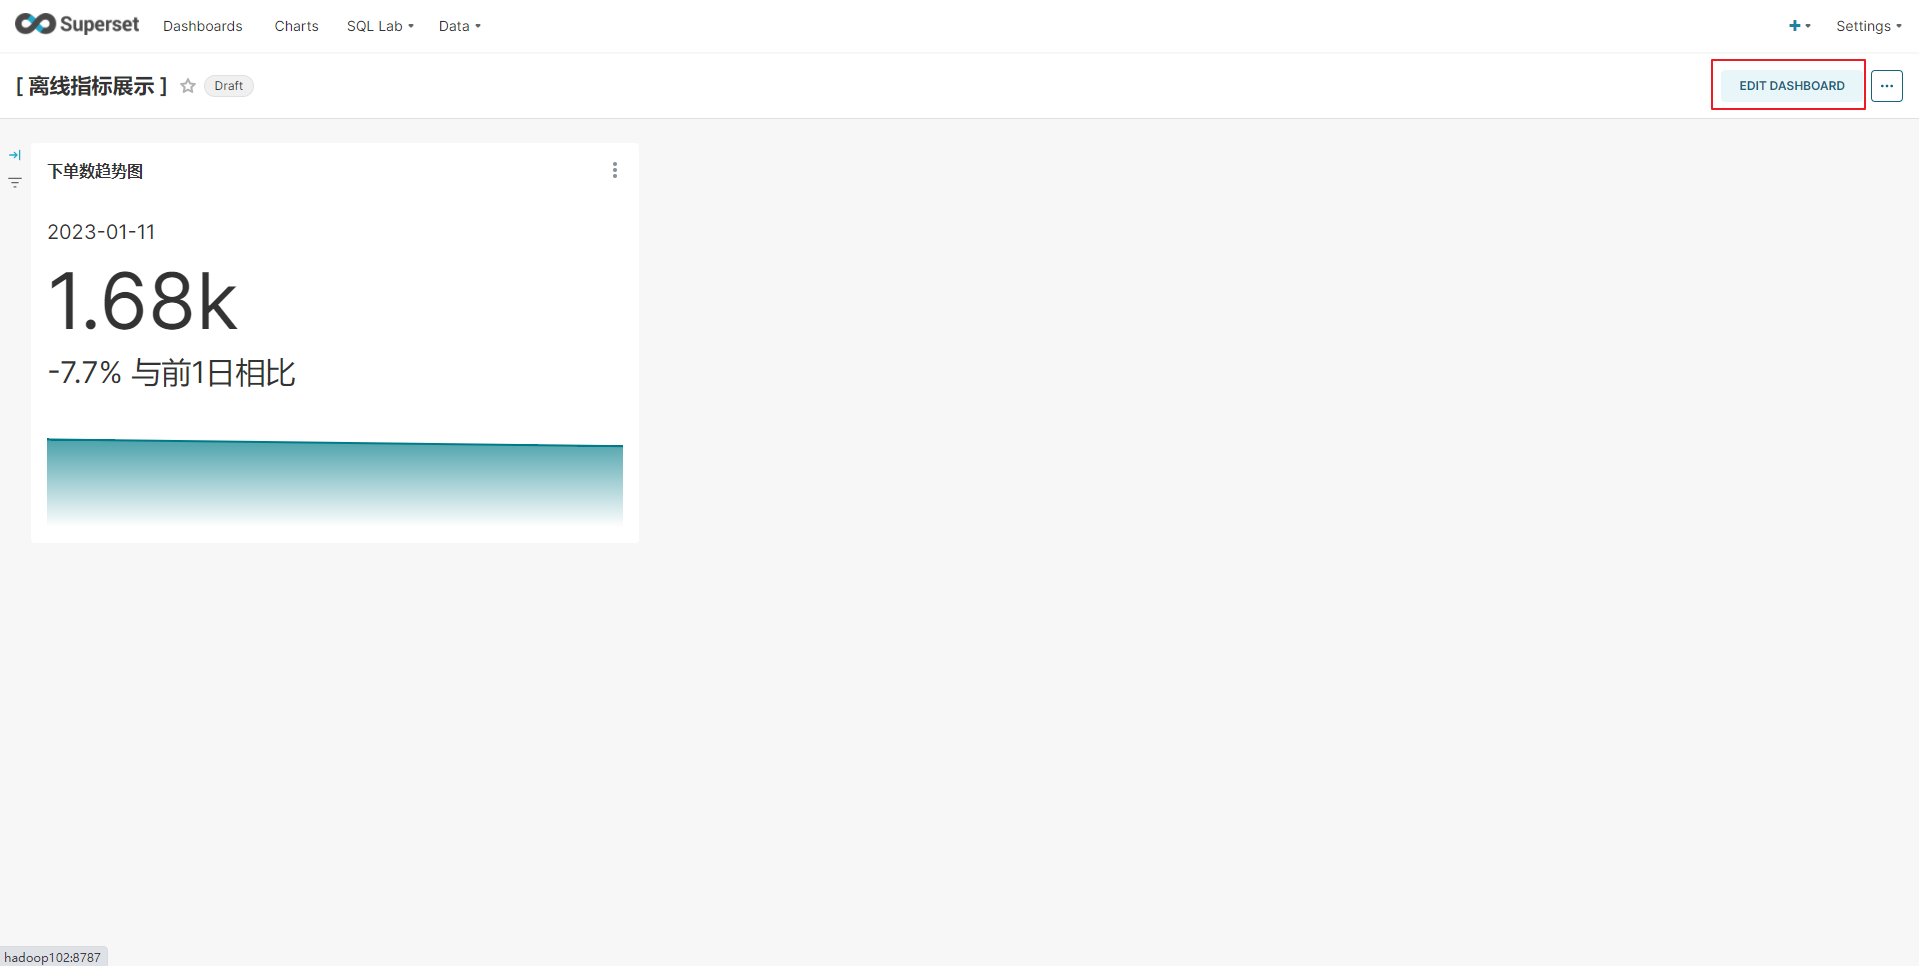 Superset Dashboards Charts SQL Lab Data Settings
[ 离线指标展示 ] Draft EDIT DASHBOARD ...
下单数趋势图
2023-01-11
1.68k
-7.7% 与前1日相比
hadoop102:8787